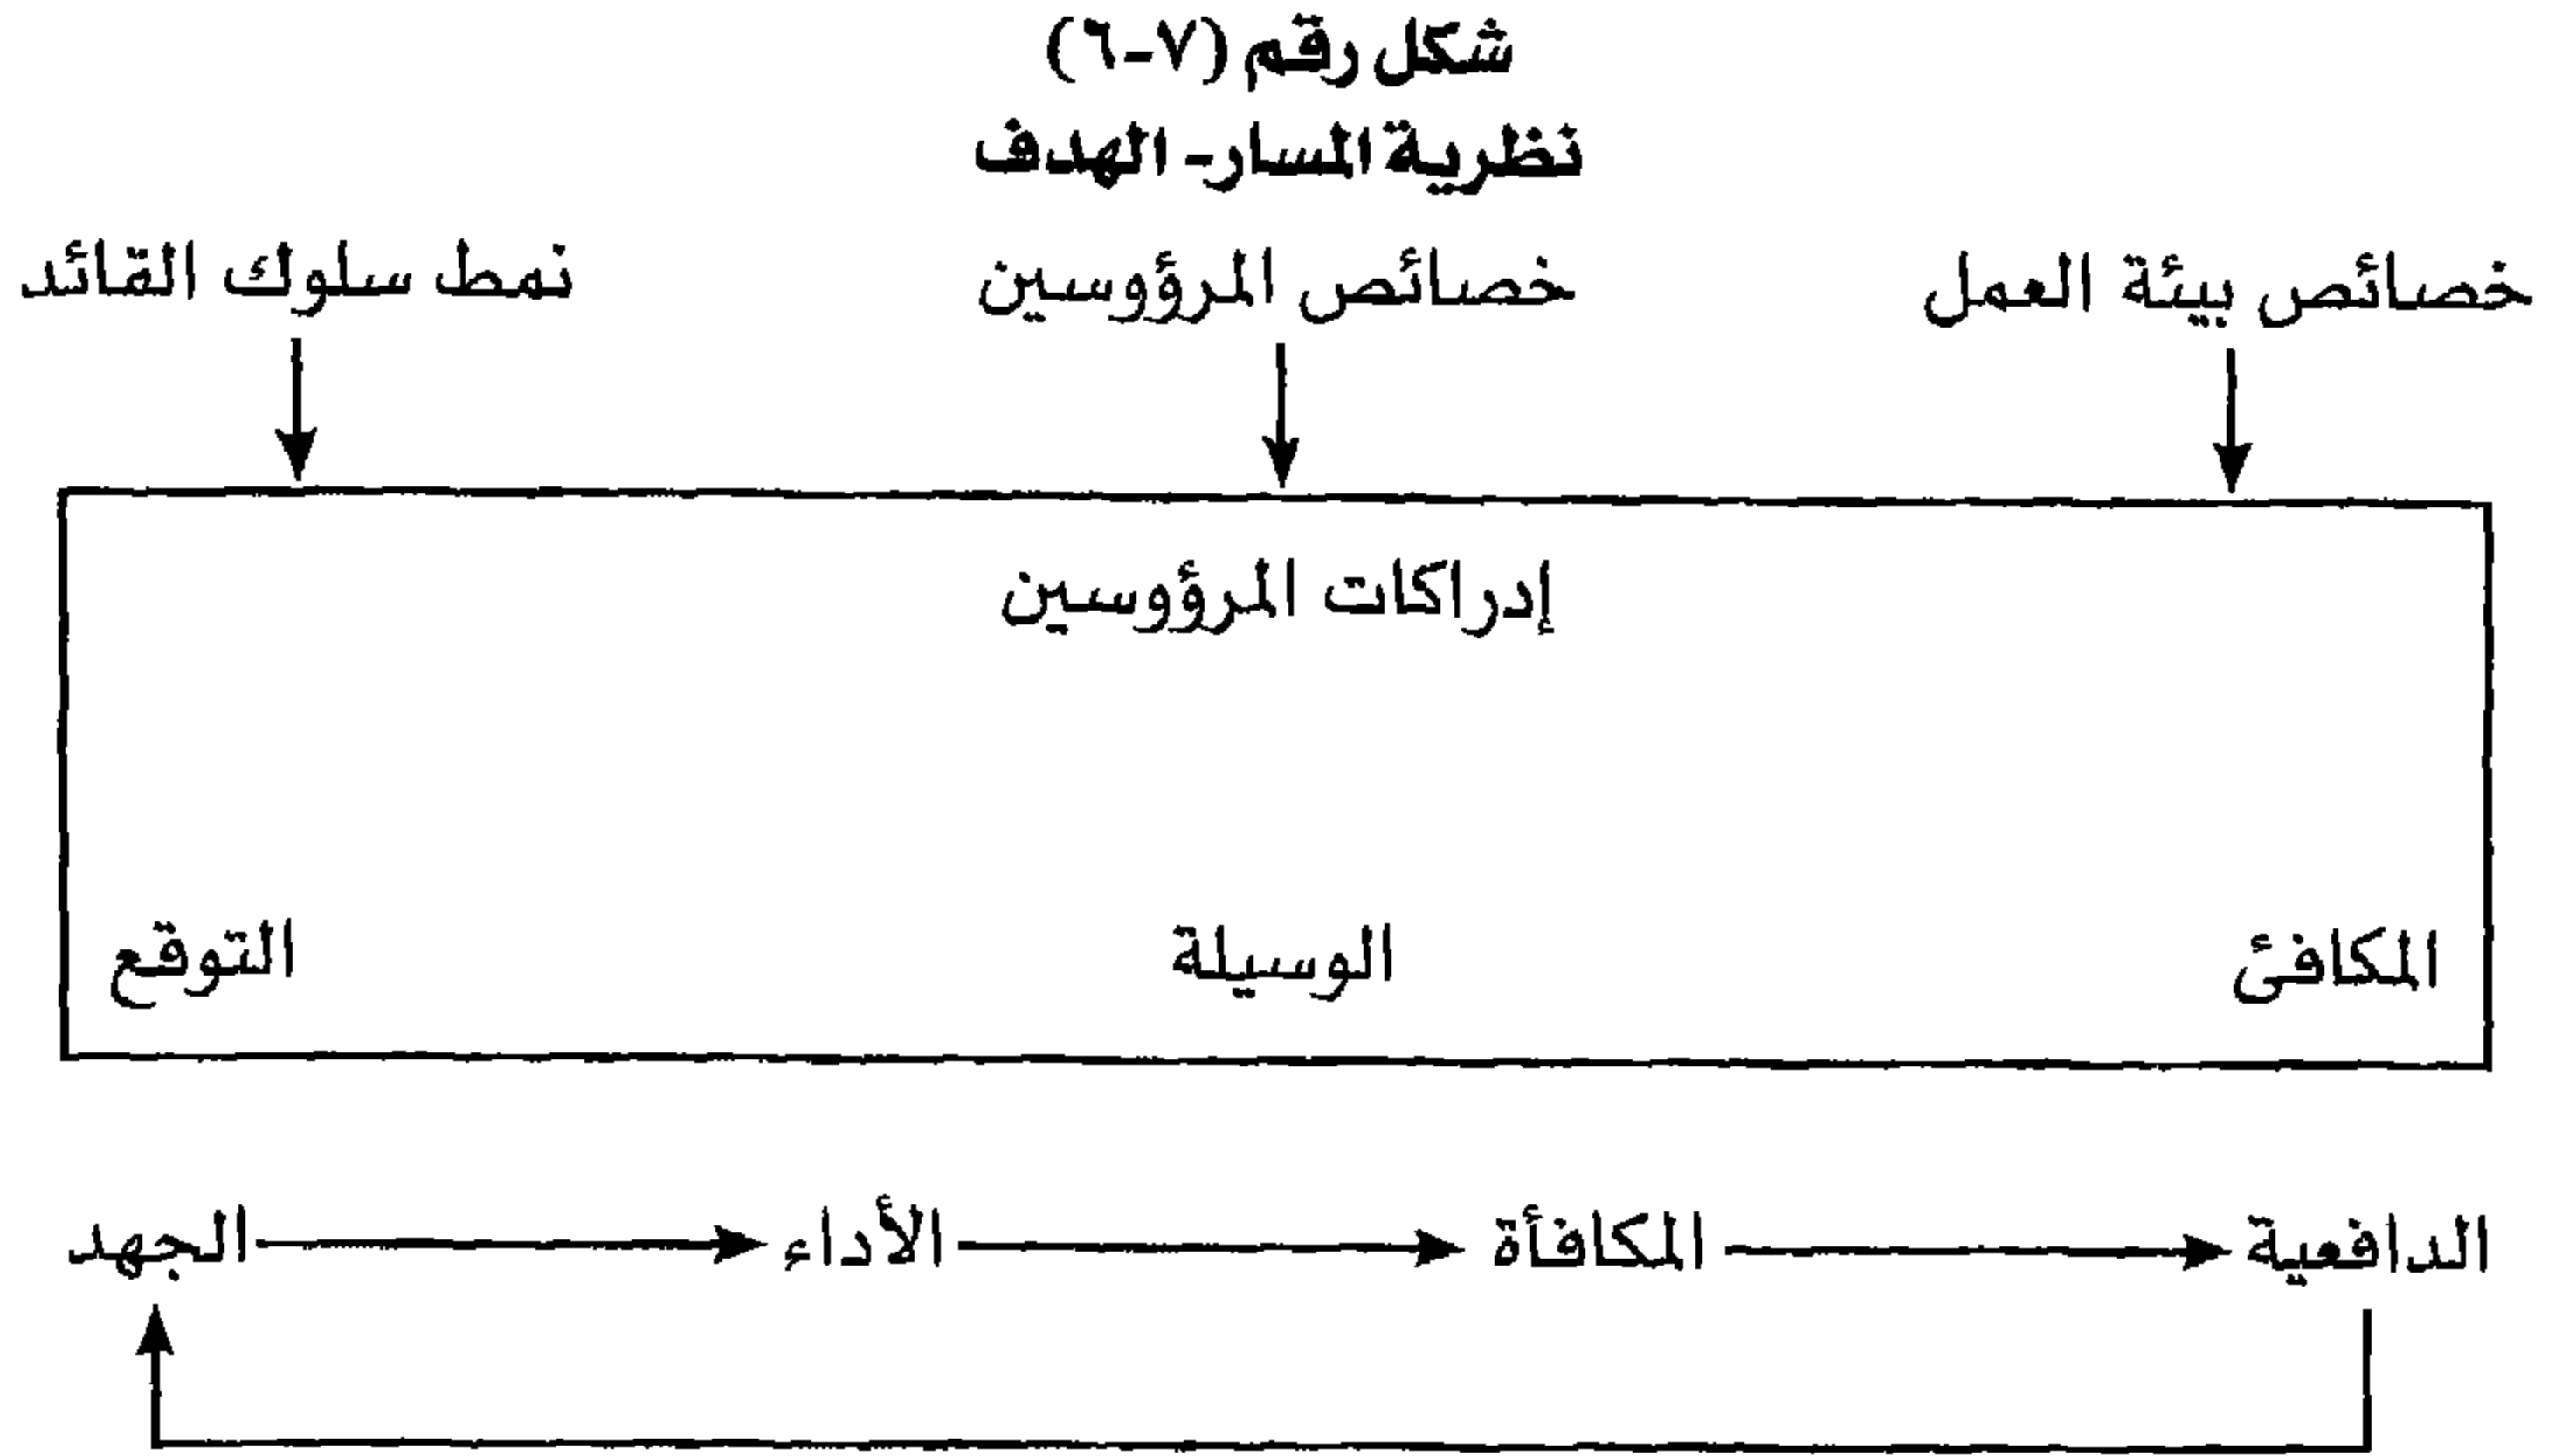 شكل رقم (٧-٦)
نظرية المسار- الهدف
خصائص بيئة العمل
خصائص المرؤوسين
نمط سلوك القائد
إدراكات المرؤوسين
المكافئ
الوسيلة
التوقع
الدافعية
المكافأة
الأداء
الجهد